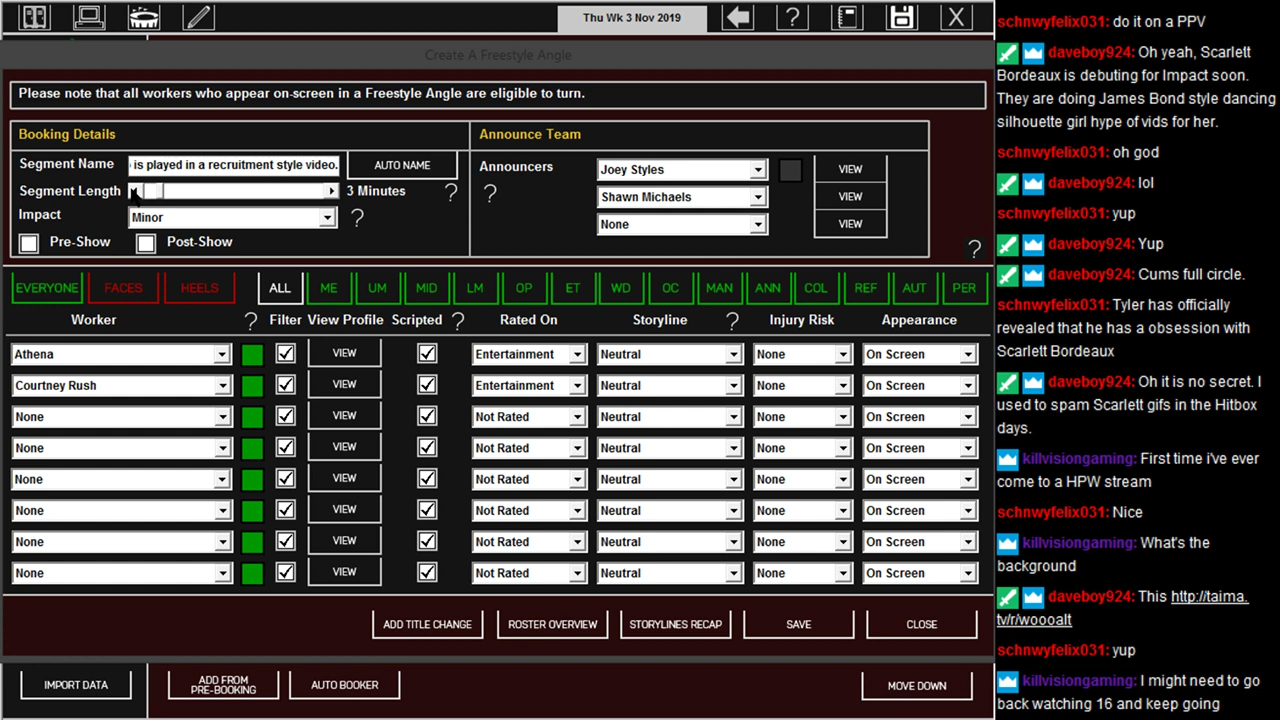 Thu Wk 3 Nov 2019
?
X
Create A Freestyle Angle
Please note that all workers who appear on-screen in a Freestyle Angle are eligible to turn.
Booking Details
Segment Name
is played in a recruitment style video.
AUTO NAME
Segment Length
3 Minutes
?
Impact
Minor
?
Pre-Show
Post-Show
Announce Team
Announcers
?
Joey Styles
VIEW
Shawn Michaels
VIEW
None
VIEW
?
EVERYONE FACES HEELS ALL ME UM MID LM OP ET WD OC MAN ANN COL REF AUT PER
Worker ? Filter View Profile Scripted ? Rated On Storyline ? Injury Risk Appearance
Athena VIEW Entertainment Neutral None On Screen
Courtney Rush VIEW Entertainment Neutral None On Screen
None VIEW Not Rated Neutral None On Screen
None VIEW Not Rated Neutral None On Screen
None VIEW Not Rated Neutral None On Screen
None VIEW Not Rated Neutral None On Screen
None VIEW Not Rated Neutral None On Screen
None VIEW Not Rated Neutral None On Screen
ADD TITLE CHANGE ROSTER OVERVIEW STORYLINES RECAP SAVE CLOSE
IMPORT DATA
ADD FROM
PRE-BOOKING
AUTO BOOKER
MOVE DOWN
schnwyfelix031: do it on a PPV
daveboy924: Oh yeah, Scarlett
Bordeaux is debuting for Impact soon.
They are doing James Bond style dancing
silhouette girl hype of vids for her.
schnwyfelix031: oh god
daveboy924: lol
schnwyfelix031: yup
daveboy924: Yup
daveboy924: Cums full circle.
schnwyfelix031: Tyler has officially
revealed that he has a obsession with
Scarlett Bordeaux
daveboy924: Oh it is no secret. I
used to spam Scarlett gifs in the Hitbox
days.
killvisiongaming: First time i've ever
come to a HPW stream
schnwyfelix031: Nice
killvisiongaming: What's the
background
daveboy924: This http://taima.
tv/r/woooalt
schnwyfelix031: yup
killvisiongaming: I might need to go
back watching 16 and keep going